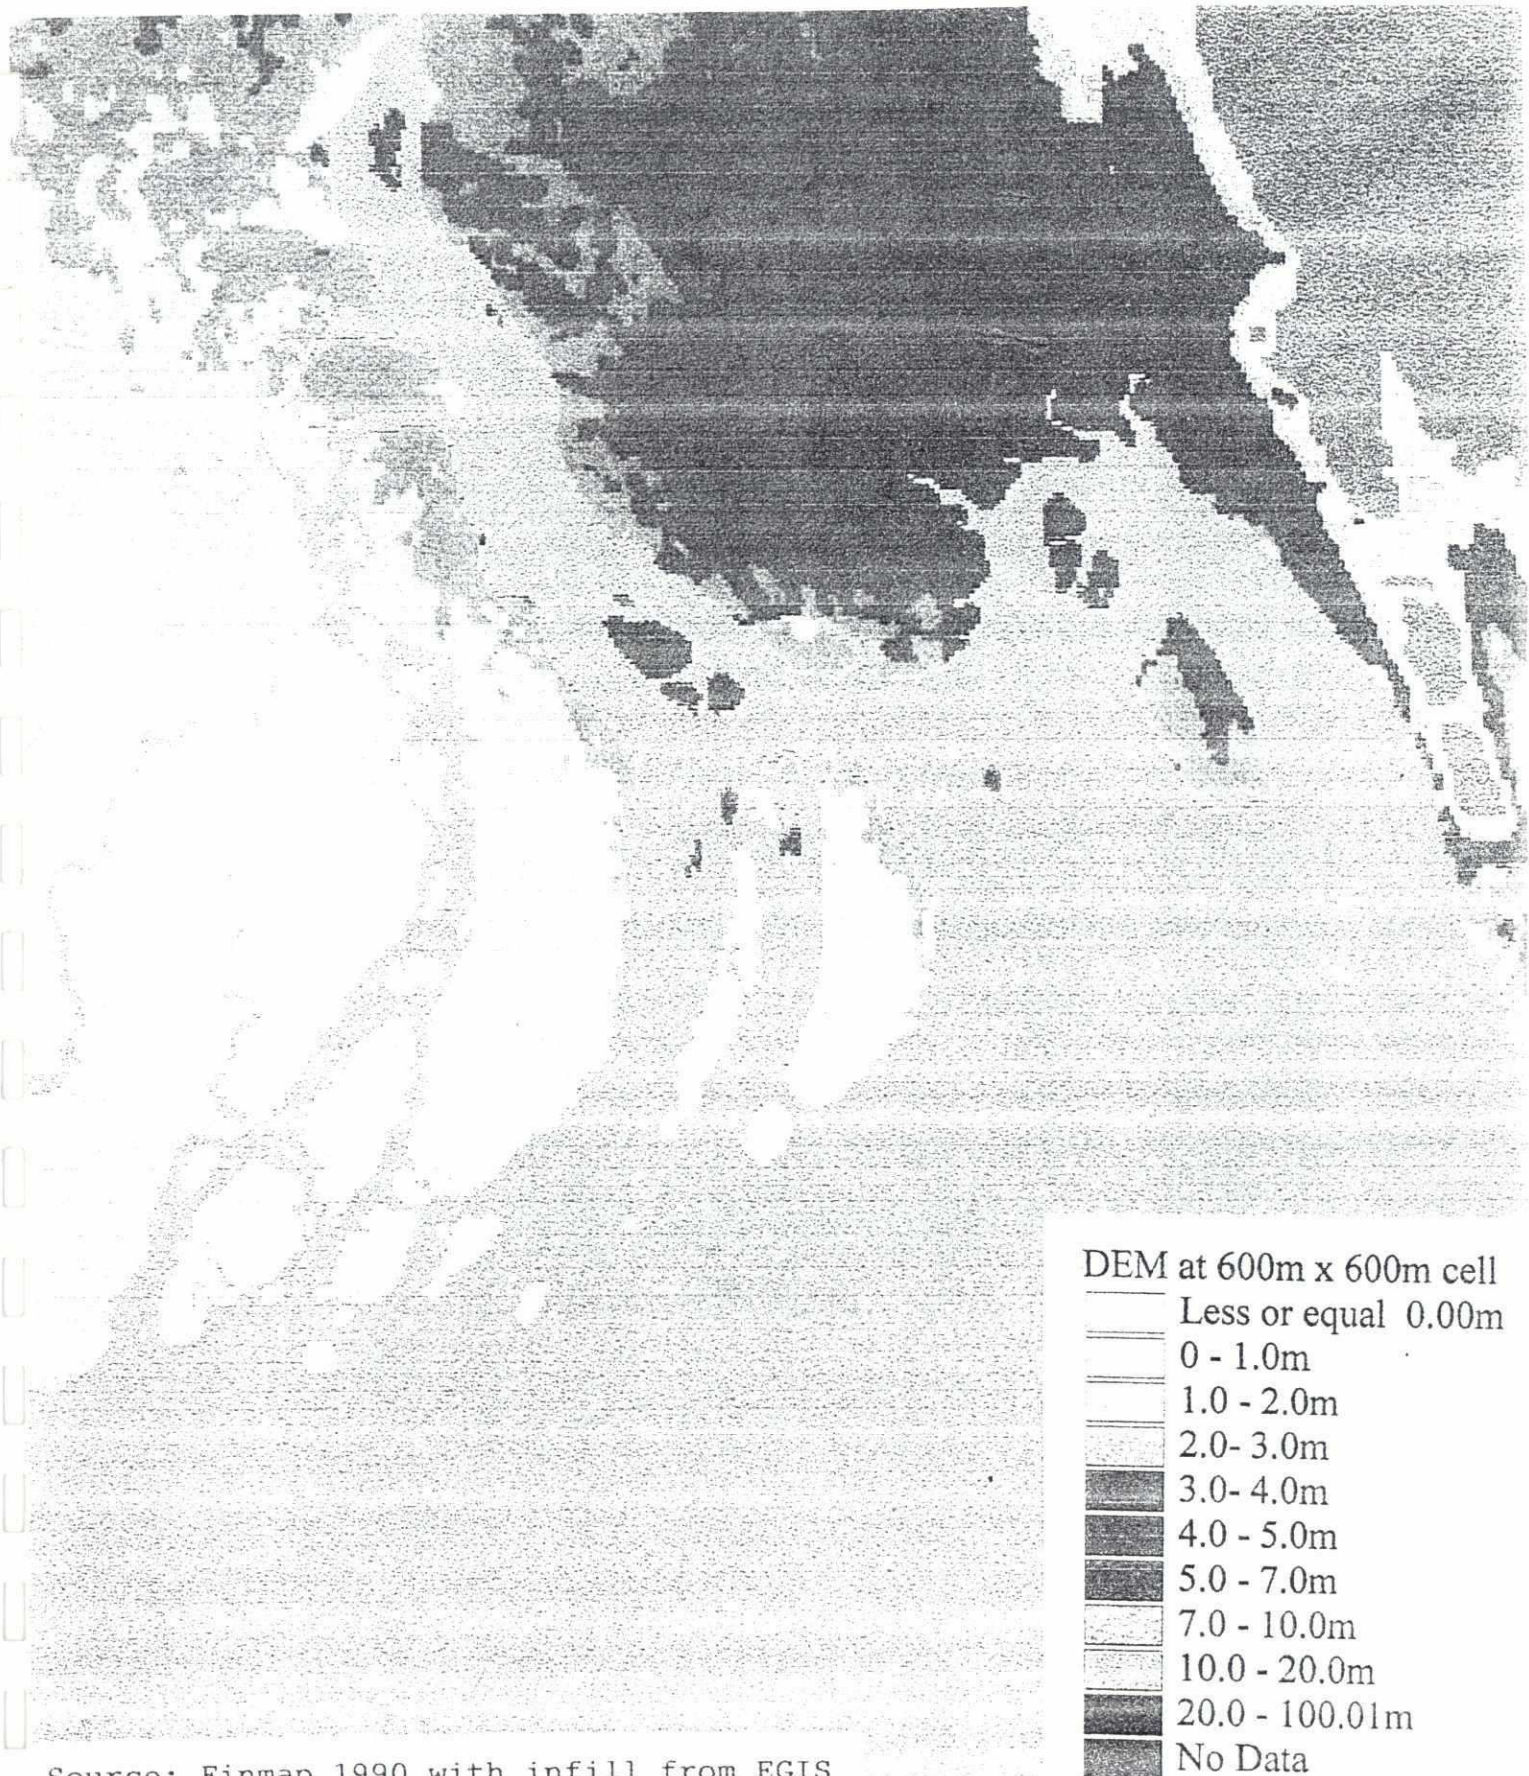 DEM at 600m x 600m cell
Less or equal 0.00m
0 - 1.0m
1.0 - 2.0m
2.0- 3.0m
3.0- 4.0m
4.0 - 5.0m
5.0 - 7.0m
7.0 - 10.0m
10.0 - 20.0m
20.0 - 100.01m
No Data
Source: Finmap 1990 with infill from EGIS